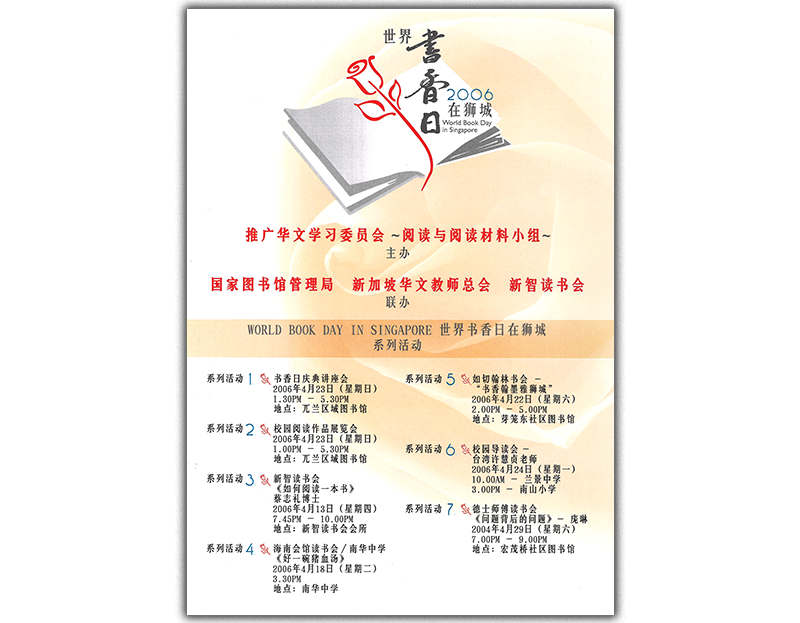 世界
书香日
2006
在狮城
World Book Day
in Singapore
推广华文学习委员会 ~阅读与阅读材料小组~
主办
国家图书馆管理局 新加坡华文教师总会 新智读书会
联办
WORLD BOOK DAY IN SINGAPORE 世界书香日在狮城
系列活动
系列活动 1 书香日庆典讲座会
2006年4月23日（星期日）
1.30PM － 5.30PM
地点：兀兰区域图书馆
系列活动 2 校园阅读作品展览会
2006年4月23日（星期日）
1.00PM － 5.30PM
地点：兀兰区域图书馆
系列活动 3 新智读书会
《如何阅读一本书》
蔡志礼博士
2006年4月13日（星期四）
7.45PM － 10.00PM
地点：新智读书会会所
系列活动 4 海南会馆读书会／南华中学
《好一碗猪血汤》
2006年4月18日（星期二）
3.30PM
地点：南华中学
系列活动 5 如切翰林书会 －
“书香翰墨雅狮城”
2006年4月22日（星期六）
2.00PM － 5.00PM
地点：芽笼东社区图书馆
系列活动 6 校园导读会 －
台湾许慧贞老师
2006年4月24日（星期一）
10.00AM － 兰景中学
3.00PM － 南山小学
系列活动 7 德士师傅读书会
《问题背后的问题》－ 庞琳
2004年4月29日（星期六）
7.00PM － 9.00PM
地点：宏茂桥社区图书馆